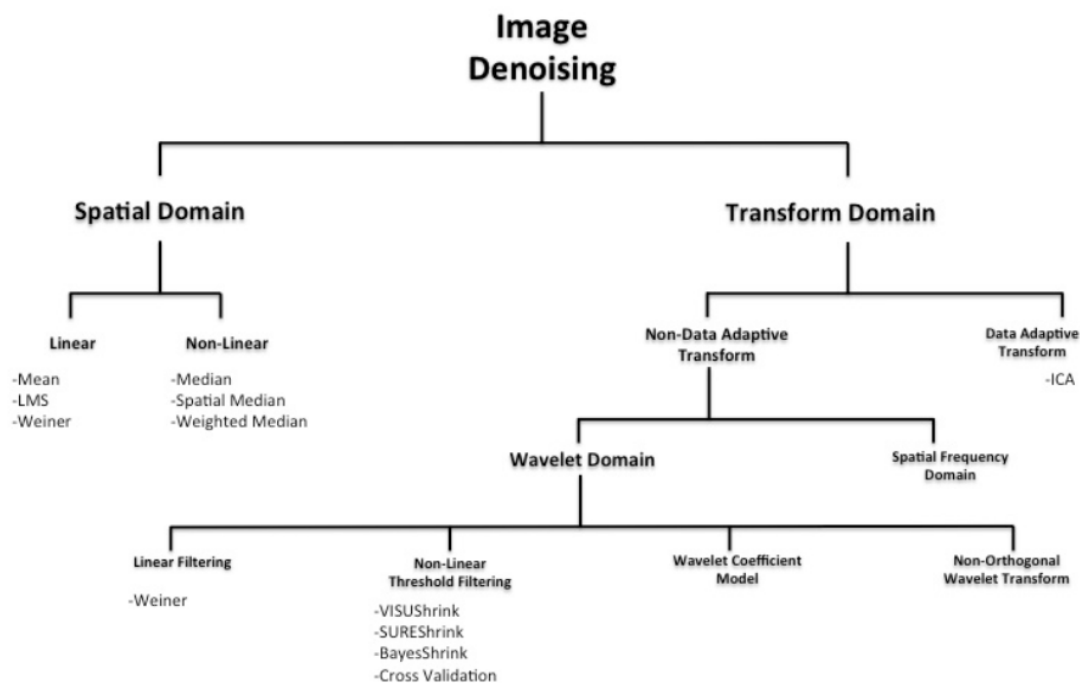 Image
Denoising
Spatial Domain
Transform Domain
Linear
-Mean
-LMS
-Weiner
Non-Linear
-Median
-Spatial Median
-Weighted Median
Non-Data Adaptive
Transform
Data Adaptive
Transform
-ICA
Wavelet Domain
Spatial Frequency
Domain
Linear Filtering
-Weiner
Non-Linear
Threshold Filtering
-VISUShrink
-SUREShrink
-BayesShrink
-Cross Validation
Wavelet Coefficient
Model
Non-Orthogonal
Wavelet Transform